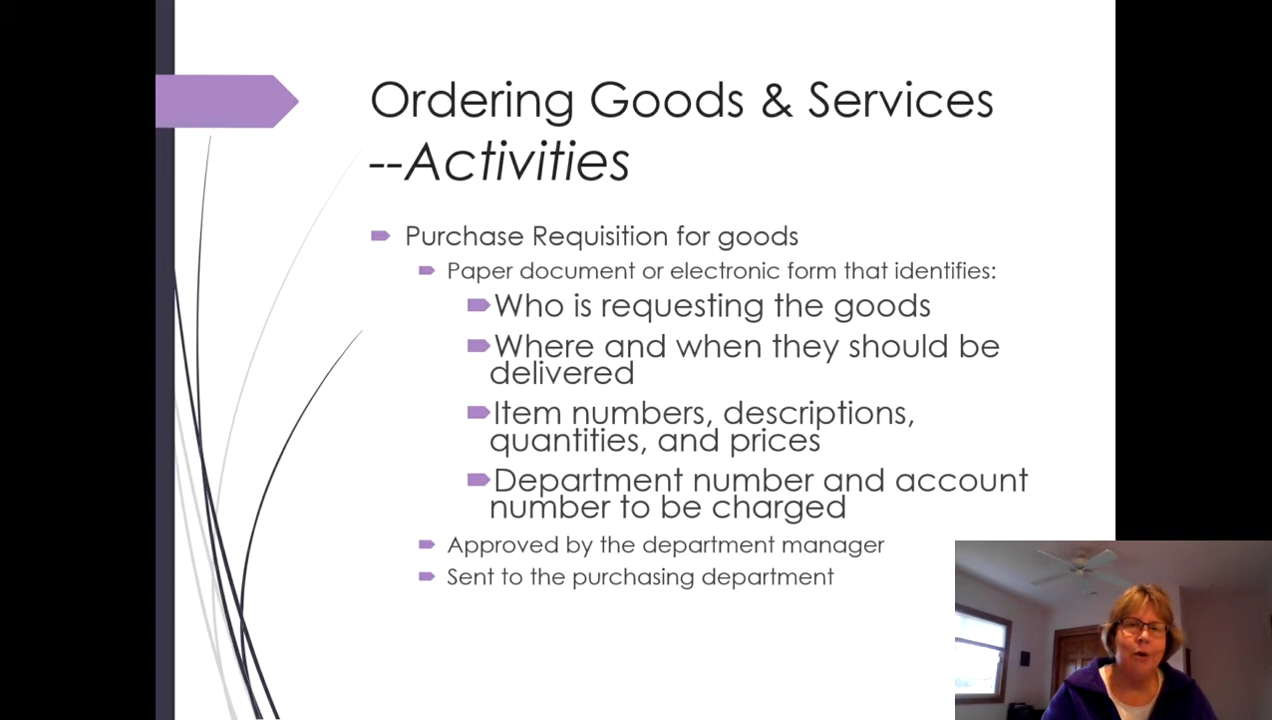 Ordering Goods & Services
--Activities
Purchase Requisition for goods
Paper document or electronic form that identifies:
Who is requesting the goods
Where and when they should be
delivered
Item numbers, descriptions,
quantities, and prices
Department number and account
number to be charged
Approved by the department manager
Sent to the purchasing department